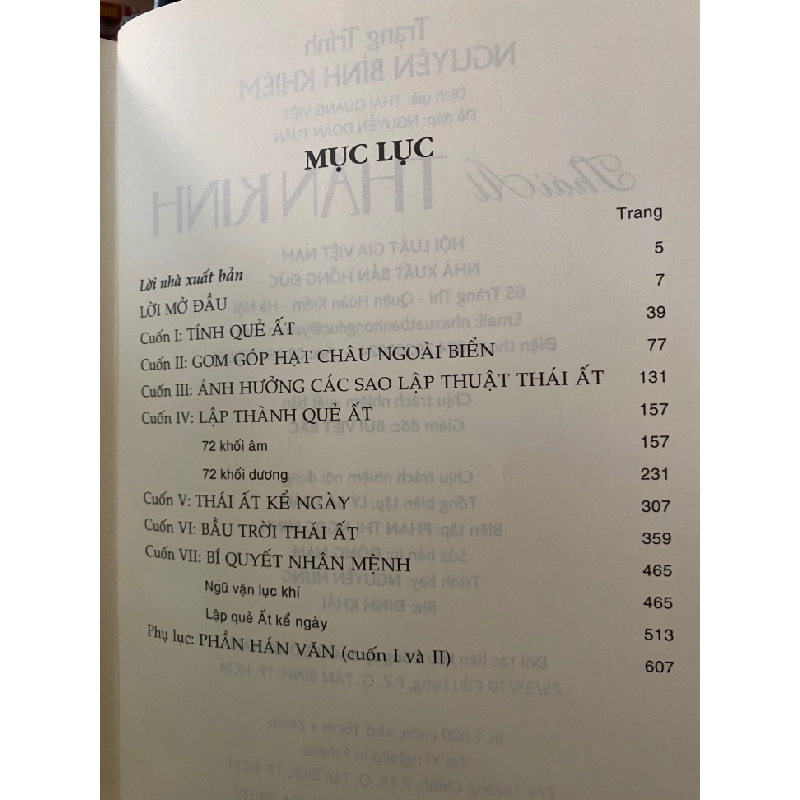 MỤC LỤC
Trang
Lời nhà xuất bản 5
LỜI MỞ ĐẦU 7
Cuốn I: TÍNH QUẺ ẤT 39
Cuốn II: GOM GÓP HẠT CHÂU NGOÀI BIỂN 77
Cuốn III: ẢNH HƯỞNG CÁC SAO LẬP THUẬT THÁI ẤT 131
Cuốn IV: LẬP THÀNH QUẺ ẤT 157
72 khối âm 157
72 khối dương 231
Cuốn V: THÁI ẤT KỂ NGÀY 307
Cuốn VI: BẦU TRỜI THÁI ẤT 359
Cuốn VII: BÍ QUYẾT NHÂN MỆNH 465
Ngũ vận lục khí 465
Lập quẻ Ất kể ngày 513
Phụ lục: PHẦN HÁN VĂN (cuốn I và II) 607